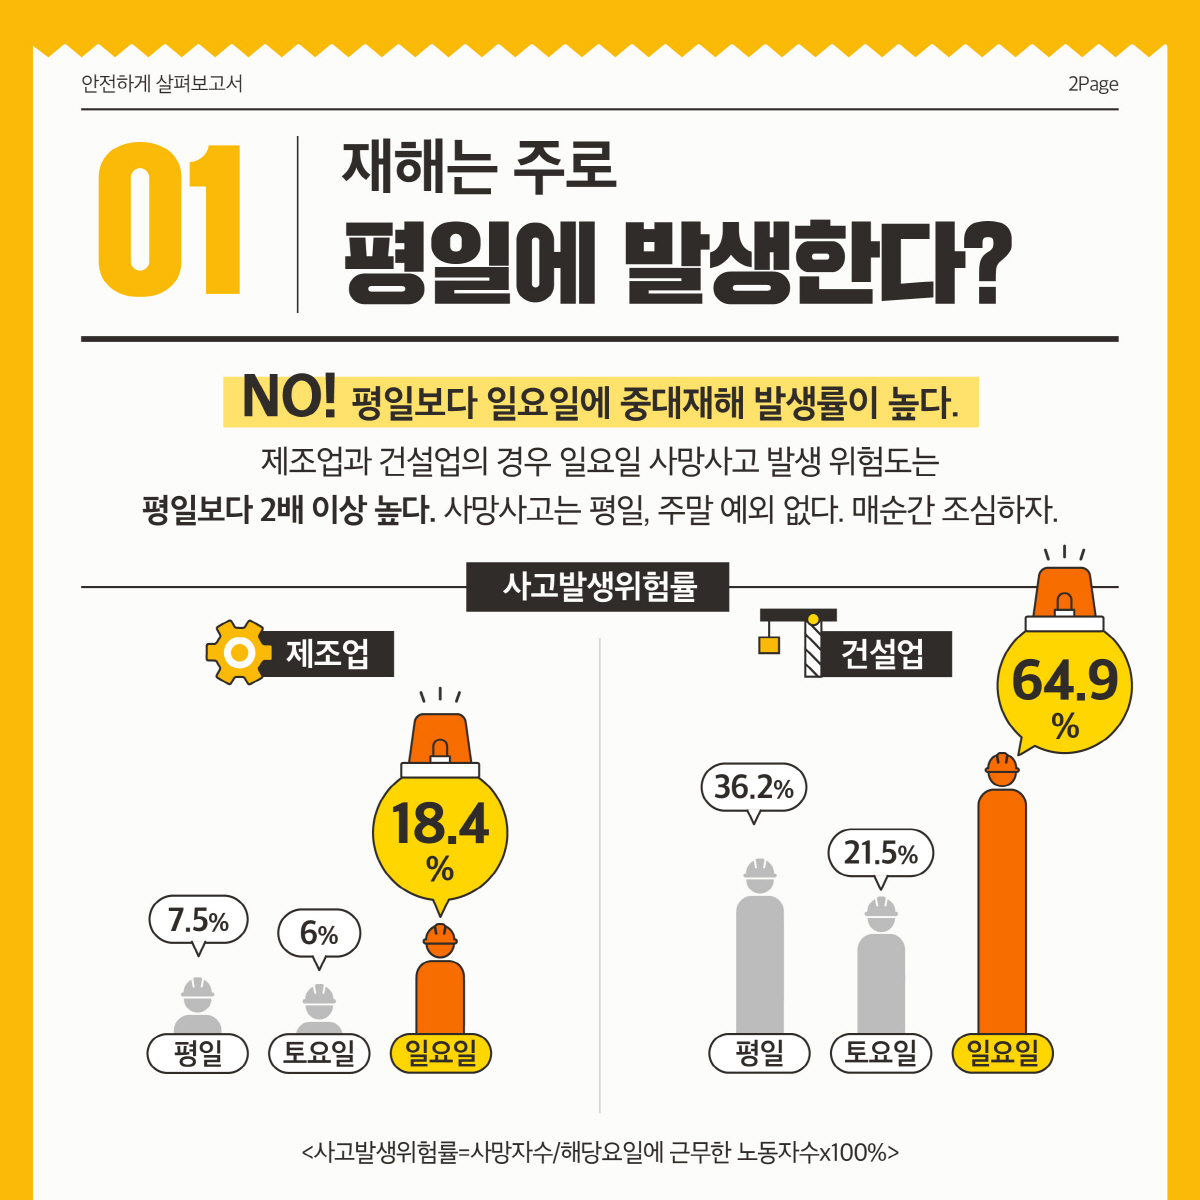 안전하게 살펴보고서
2Page
01
재해는 주로
평일에 발생한다?
NO! 평일보다 일요일에 중대재해 발생률이 높다.
제조업과 건설업의 경우 일요일 사망사고 발생 위험도는
평일보다 2배 이상 높다. 사망사고는 평일, 주말 예외 없다. 매순간 조심하자.
사고발생위험률
제조업
7.5%
6%
18.4
%
평일
토요일
일요일
건설업
36.2%
21.5%
64.9
%
평일
토요일
일요일
<사고발생위험률=사망자수/해당요일에 근무한 노동자수x100%>